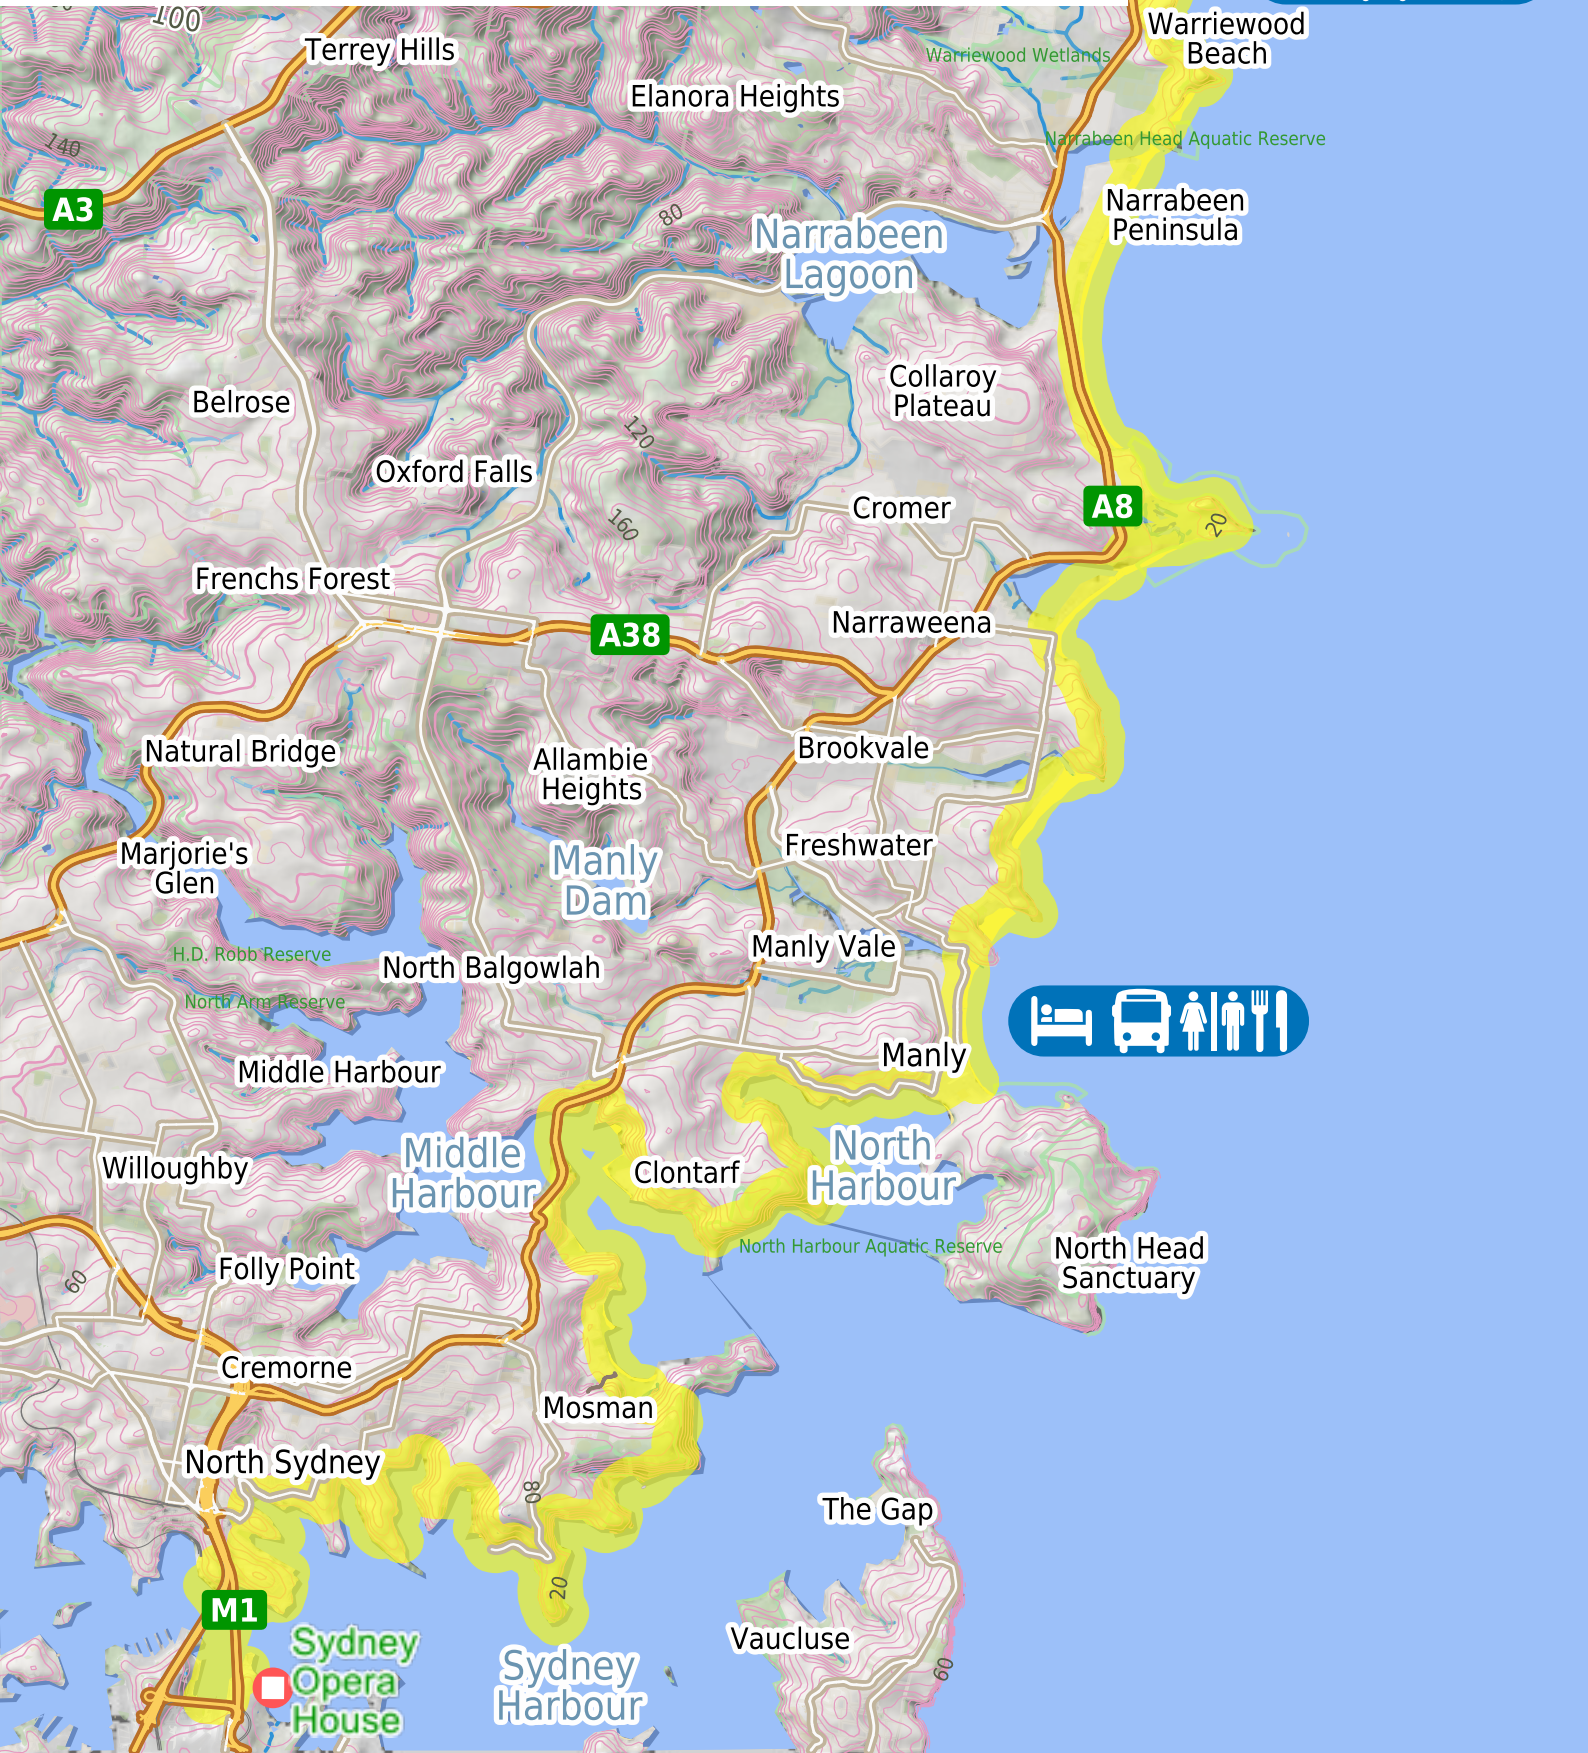 100
Warriewood
Beach
Terrey Hills
Warriewood Wetlands
Elanora Heights
140
Narrabeen Head Aquatic Reserve
A3
80
Narrabeen
Peninsula
Narrabeen
Lagoon
Belrose
Collaroy
Plateau
120
Oxford Falls
Cromer
A8
20
160
Frenchs Forest
A38
Narraweena
Natural Bridge
Allambie
Heights
Brookvale
Marjorie's
Glen
Manly
Dam
Freshwater
H.D. Robb Reserve
North Balgowlah
Manly Vale
North Arm Reserve
Middle Harbour
Manly
Middle
Harbour
Willoughby
Clontarf
North
Harbour
North Harbour Aquatic Reserve
North Head
Sanctuary
60
Folly Point
Cremorne
Mosman
North Sydney
80
The Gap
20
M1
Sydney
Opera
House
Sydney
Harbour
Vaucluse
60